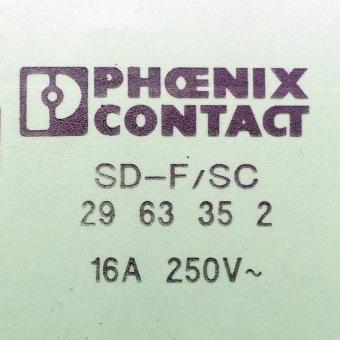 PHŒNIX
CONTACT
SD-F/SC
29 63 35 2
16A 250V~